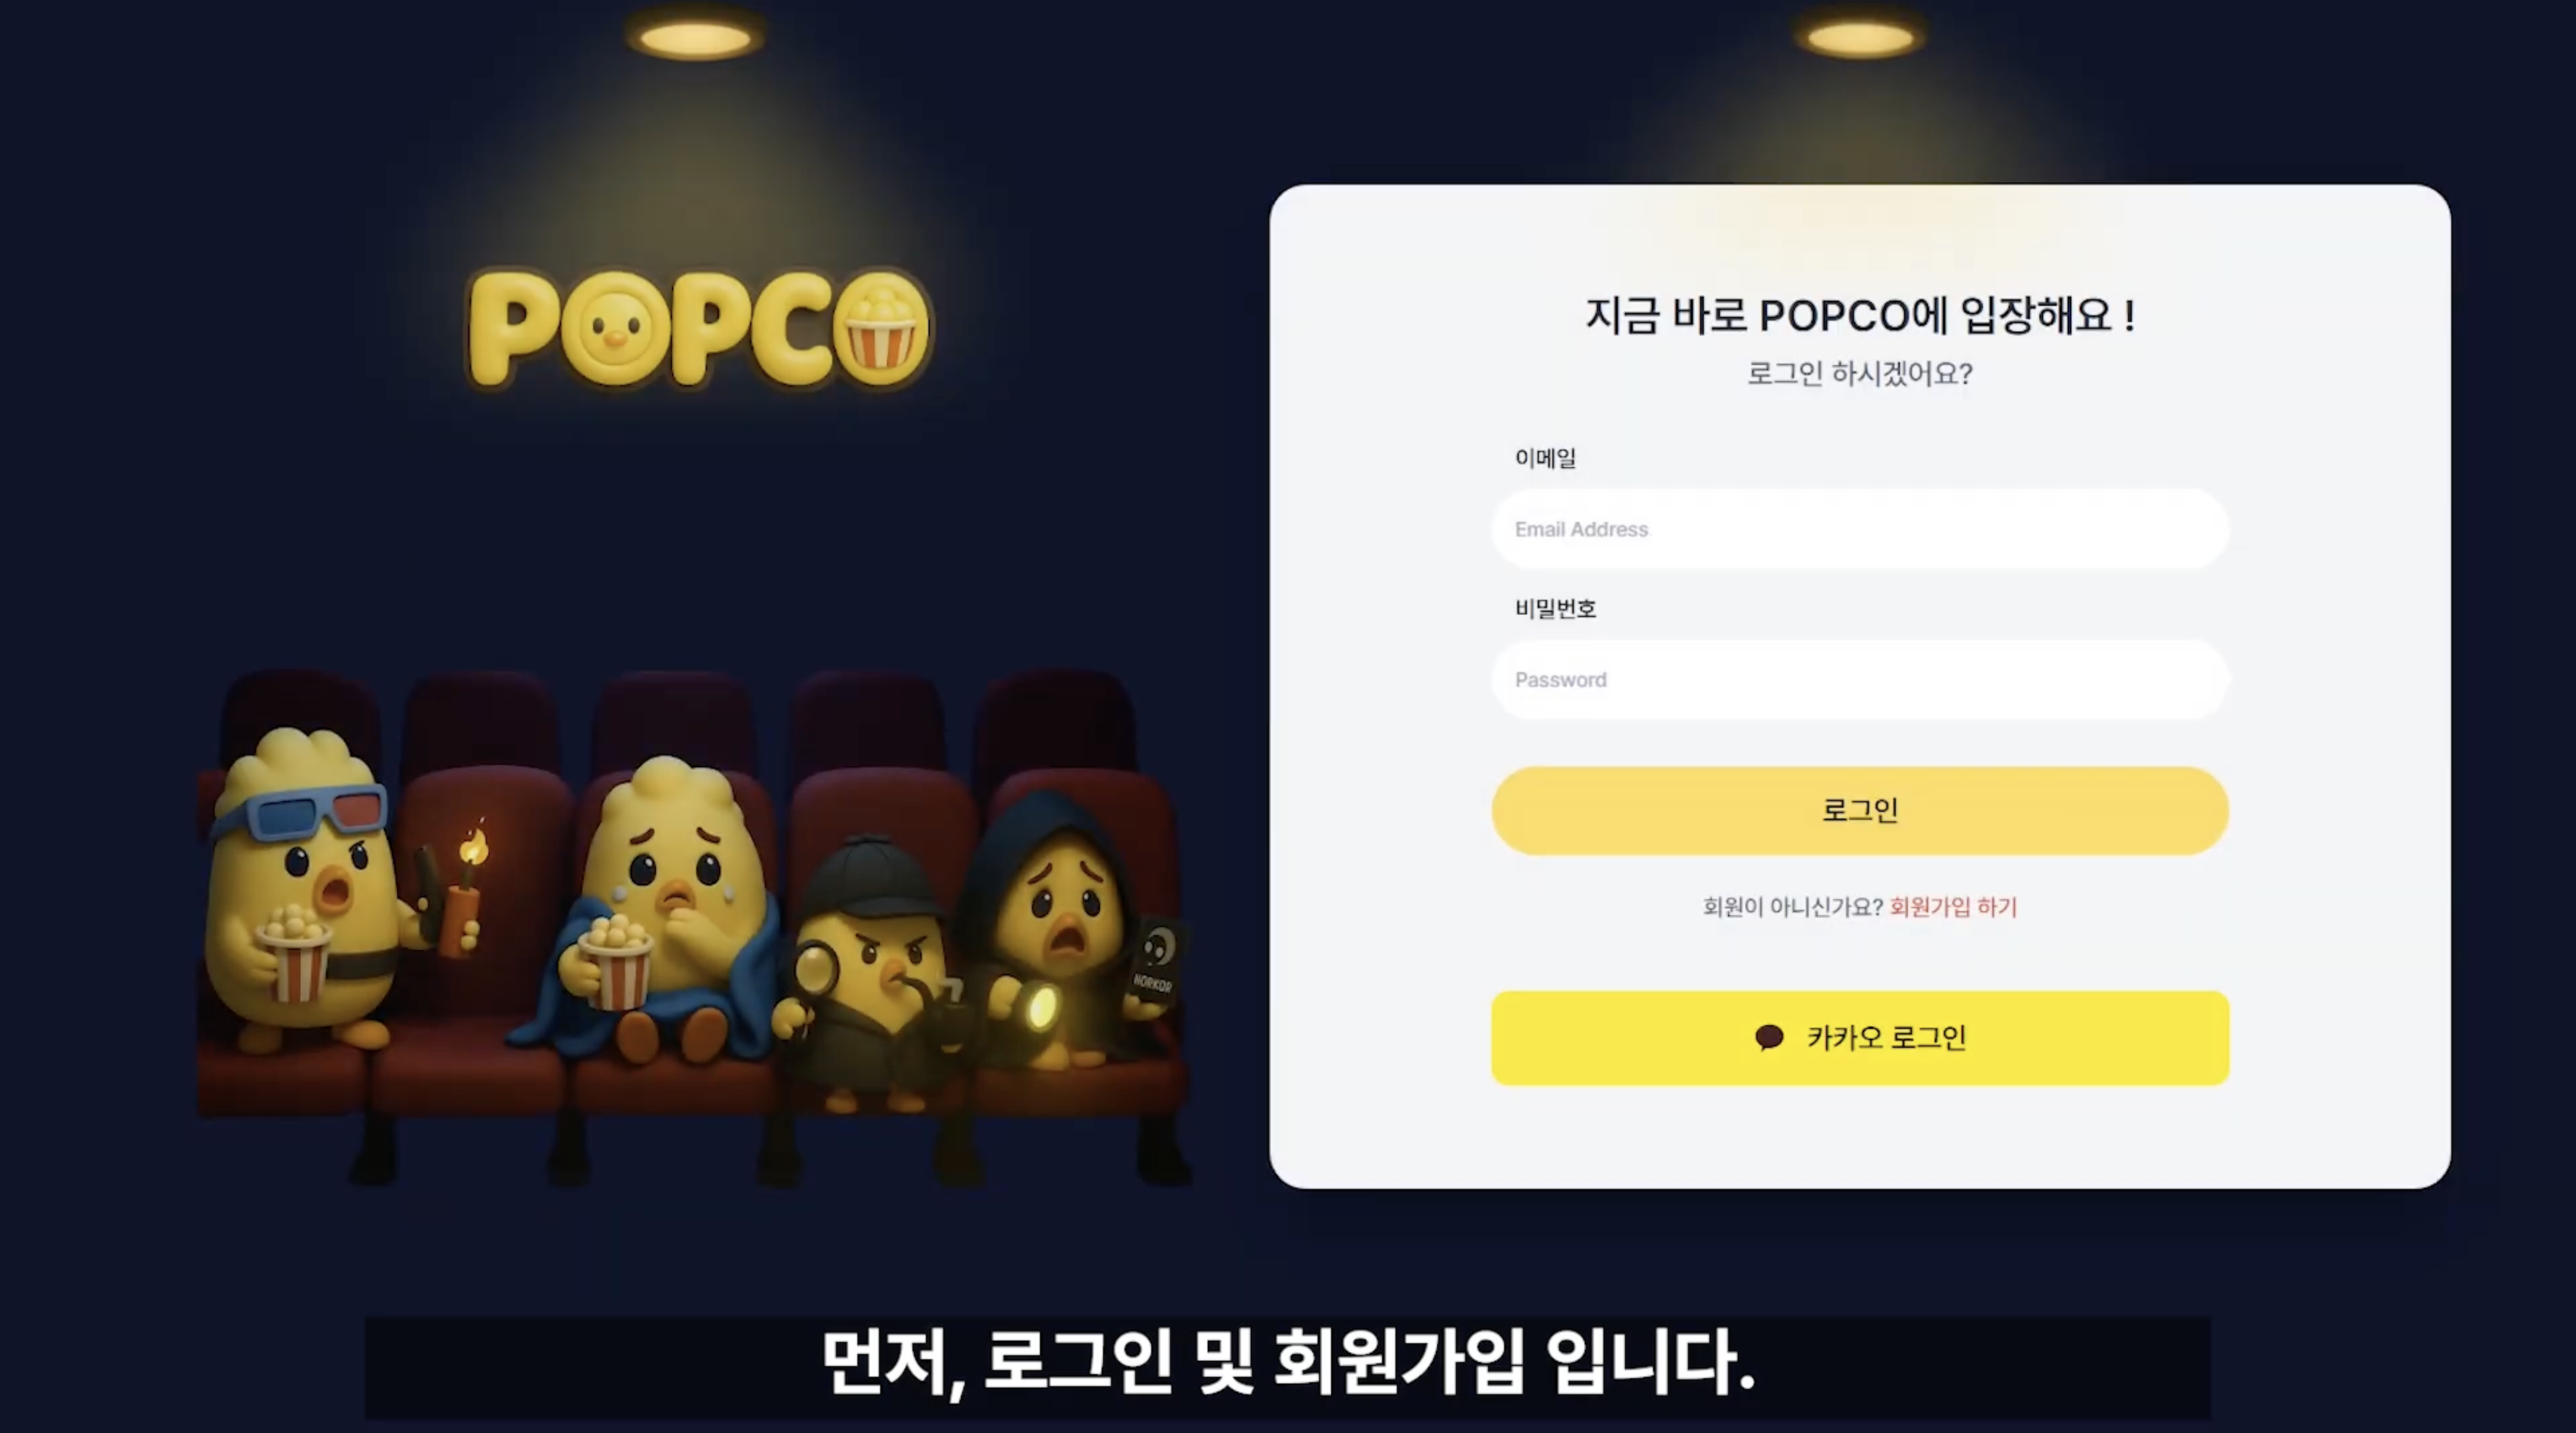 POPCO
지금 바로 POPCO에 입장해요 !
로그인 하시겠어요?
이메일
Email Address
비밀번호
Password
로그인
회원이 아니신가요? 회원가입 하기
카카오 로그인
HORROR
먼저, 로그인 및 회원가입 입니다.